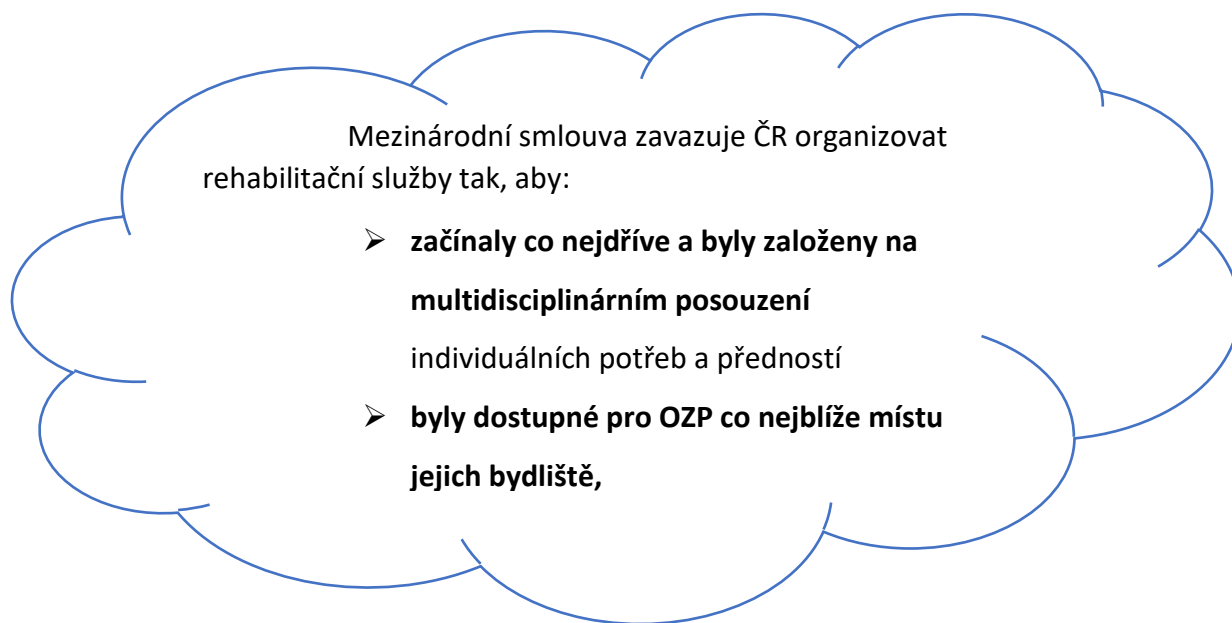 Mezinárodní smlouva zavazuje ČR organizovat
rehabilitační služby tak, aby:
➢ začínaly co nejdříve a byly založeny na
multidisciplinárním posouzení
individuálních potřeb a předností
➢ byly dostupné pro OZP co nejblíže místu
jejich bydliště,